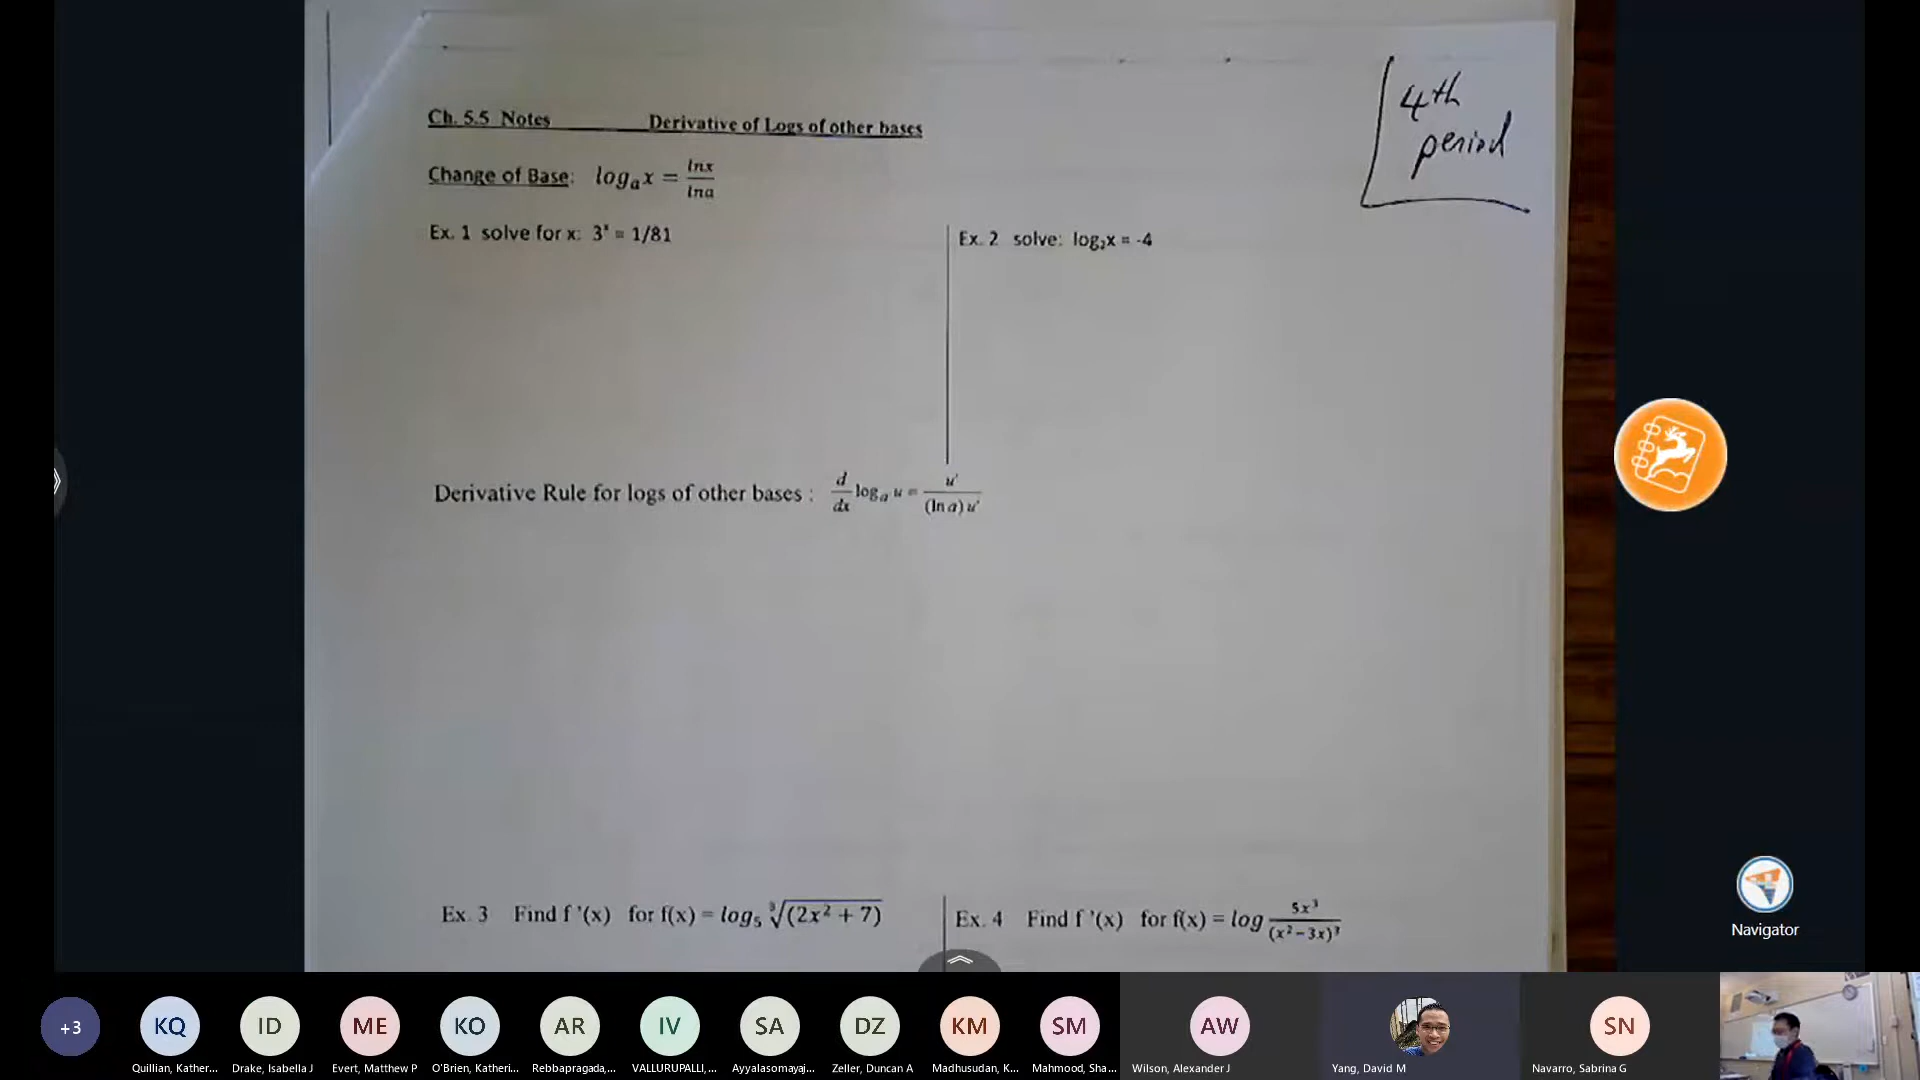 4th
period
Ch. 5.5 Notes Derivative of Logs of other bases
Change of Base: logₐx = lnx/lna
Ex. 1 solve for x: 3ˣ = 1/81
Ex. 2 solve: log₂x = -4
Derivative Rule for logs of other bases : d/dx logₐ u = u'/(ln a) u'
Ex. 3 Find f '(x) for f(x) = log₅ ∛(2x² + 7)
Ex. 4 Find f '(x) for f(x) = log 5x³/(x² – 3x)³
Navigator
+3
KQ ID ME KO AR IV SA DZ KM SM AW SN
Quillian, Kather... Drake, Isabella J Evert, Matthew P O'Brien, Katheri... Rebbapragada,... VALLURUPALLI,... Ayyalasomayaj... Zeller, Duncan A Madhusudan, K... Mahmood, Sha... Wilson, Alexander J Yang, David M Navarro, Sabrina G